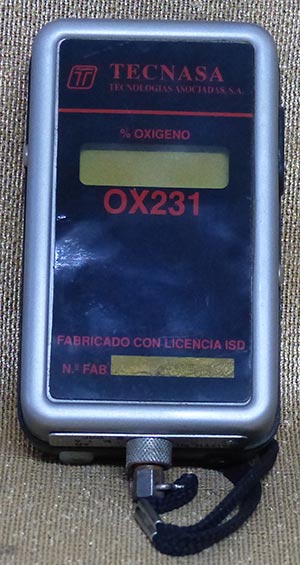 TECNASA
TECNOLOGIAS ASOCIADAS, S.A.
% OXIGENO
OX231
FABRICADO CON LICENCIA ISD
N.º FAB